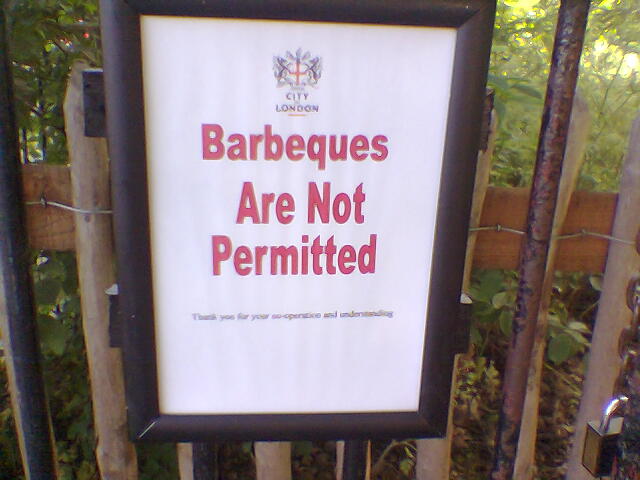 CITY
LONDON
Barbeques
Are Not
Permitted
Thank you for your co-operation and understanding